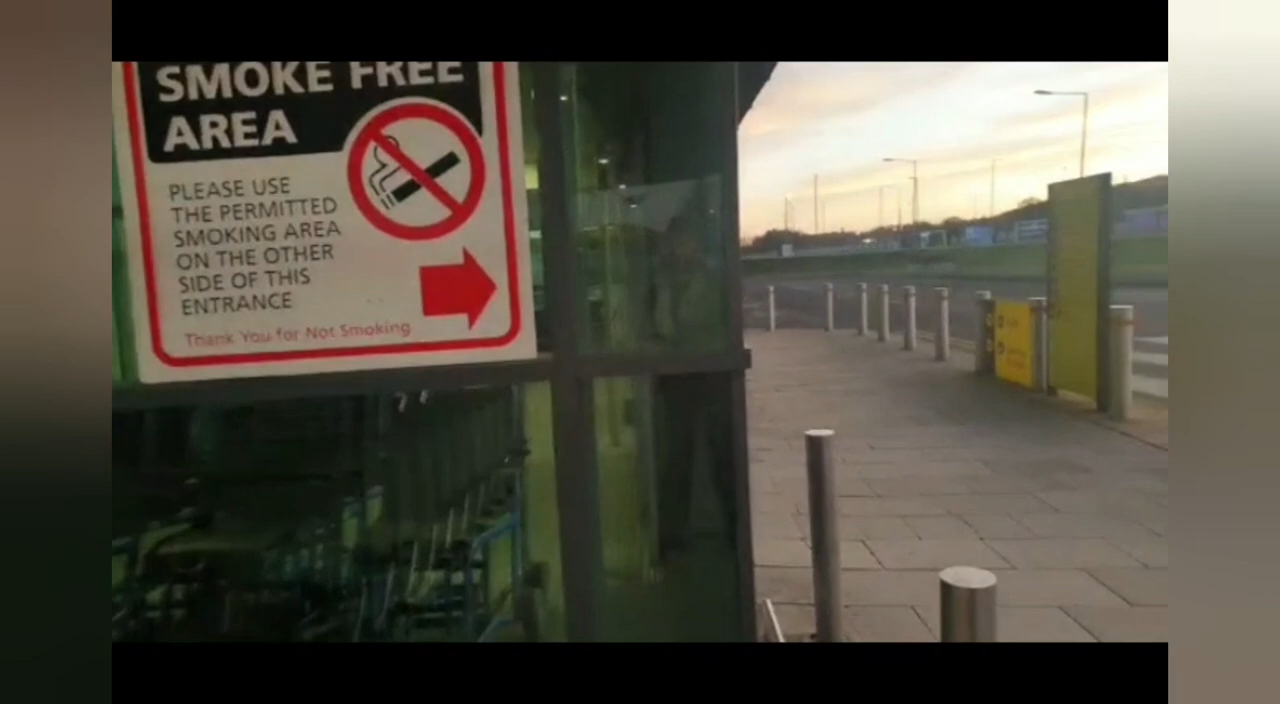 SMOKE FREE
AREA
PLEASE USE
THE PERMITTED
SMOKING AREA
ON THE OTHER
SIDE OF THIS
ENTRANCE
Thank You for Not Smoking